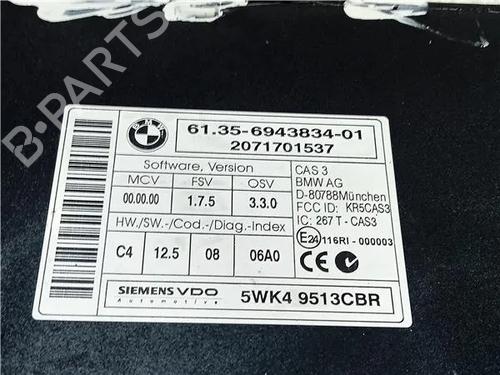 B-PARTS
BMW
61.35-6943834-01
2071701537
Software, Version
MCV FSV OSV
00.00.00 1.7.5 3.3.0
HW./SW.-/Cod.-/Diag.-Index
C4 12.5 08 06A0
CAS 3
BMW AG
D-80788München
FCC ID: KR5CAS3
IC: 267 T - CAS3
E24 116RI - 000003
SIEMENS VDO
Automotive
5WK4 9513CBR